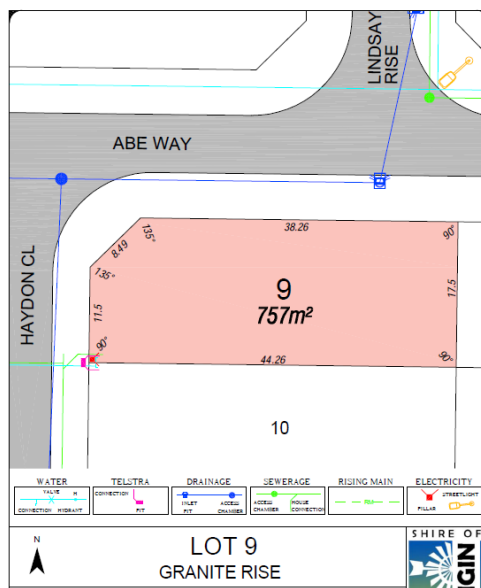 LINDSAY
RISE
ABE WAY
38.26
90°
135°
8.49
135°
HAYDON CL
11.5
9
757m²
17.5
90°
90°
44.26
10
WATER
TELSTRA
DRAINAGE
SEWERAGE
RISING MAIN
ELECTRICITY
VALVE
H
CONNECTION
HYDRANT
CONNECTION
PIT
INLET
PIT
ACCESS
CHAMBER
ACCESS
CHAMBER
HOUSE
CONNECTION
STREETLIGHT
PILLAR
N
LOT 9
GRANITE RISE
SHIRE OF
GIN